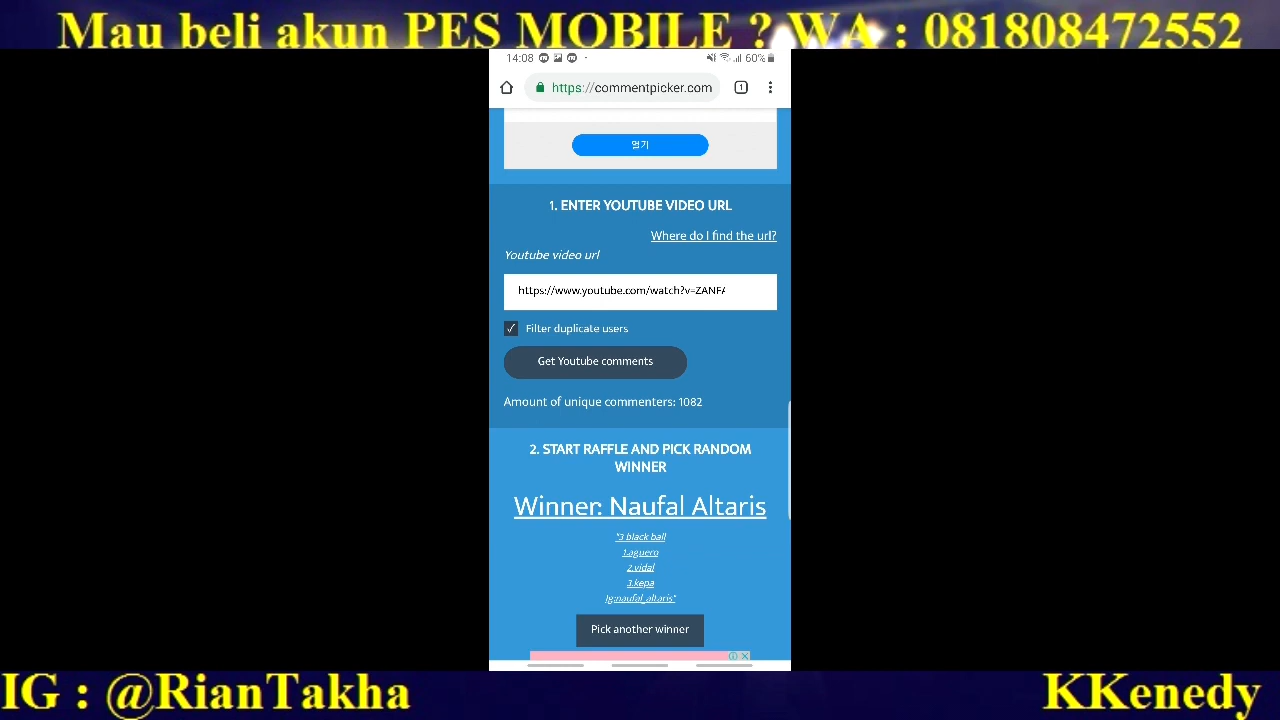 Mau beli akun PES MOBILE ? WA : 081808472552
14:08 60%
https://commentpicker.com 1
열기
1. ENTER YOUTUBE VIDEO URL
Where do I find the url?
Youtube video url
https://www.youtube.com/watch?v=ZANFA
Filter duplicate users
Get Youtube comments
Amount of unique commenters: 1082
2. START RAFFLE AND PICK RANDOM
WINNER
Winner: Naufal Altaris
"3 black ball
1.aguero
2.vidal
3.kepa
Ig:naufal_altaris"
Pick another winner
IG : @RianTakha KKenedy